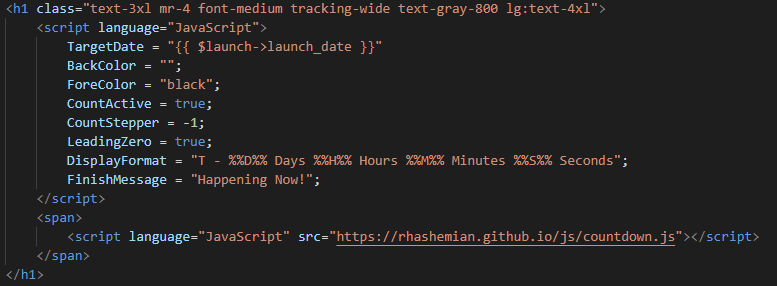 <h1 class="text-3xl mr-4 font-medium tracking-wide text-gray-800 lg:text-4xl">
    <script language="JavaScript">
        TargetDate = "{{ $launch->launch_date }}"
        BackColor = "";
        ForeColor = "black";
        CountActive = true;
        CountStepper = -1;
        LeadingZero = true;
        DisplayFormat = "T - %%D%% Days %%H%% Hours %%M%% Minutes %%S%% Seconds";
        FinishMessage = "Happening Now!";
    </script>
    <span>
        <script language="JavaScript" src="https://rhashemian.github.io/js/countdown.js"></script>
    </span>
</h1>